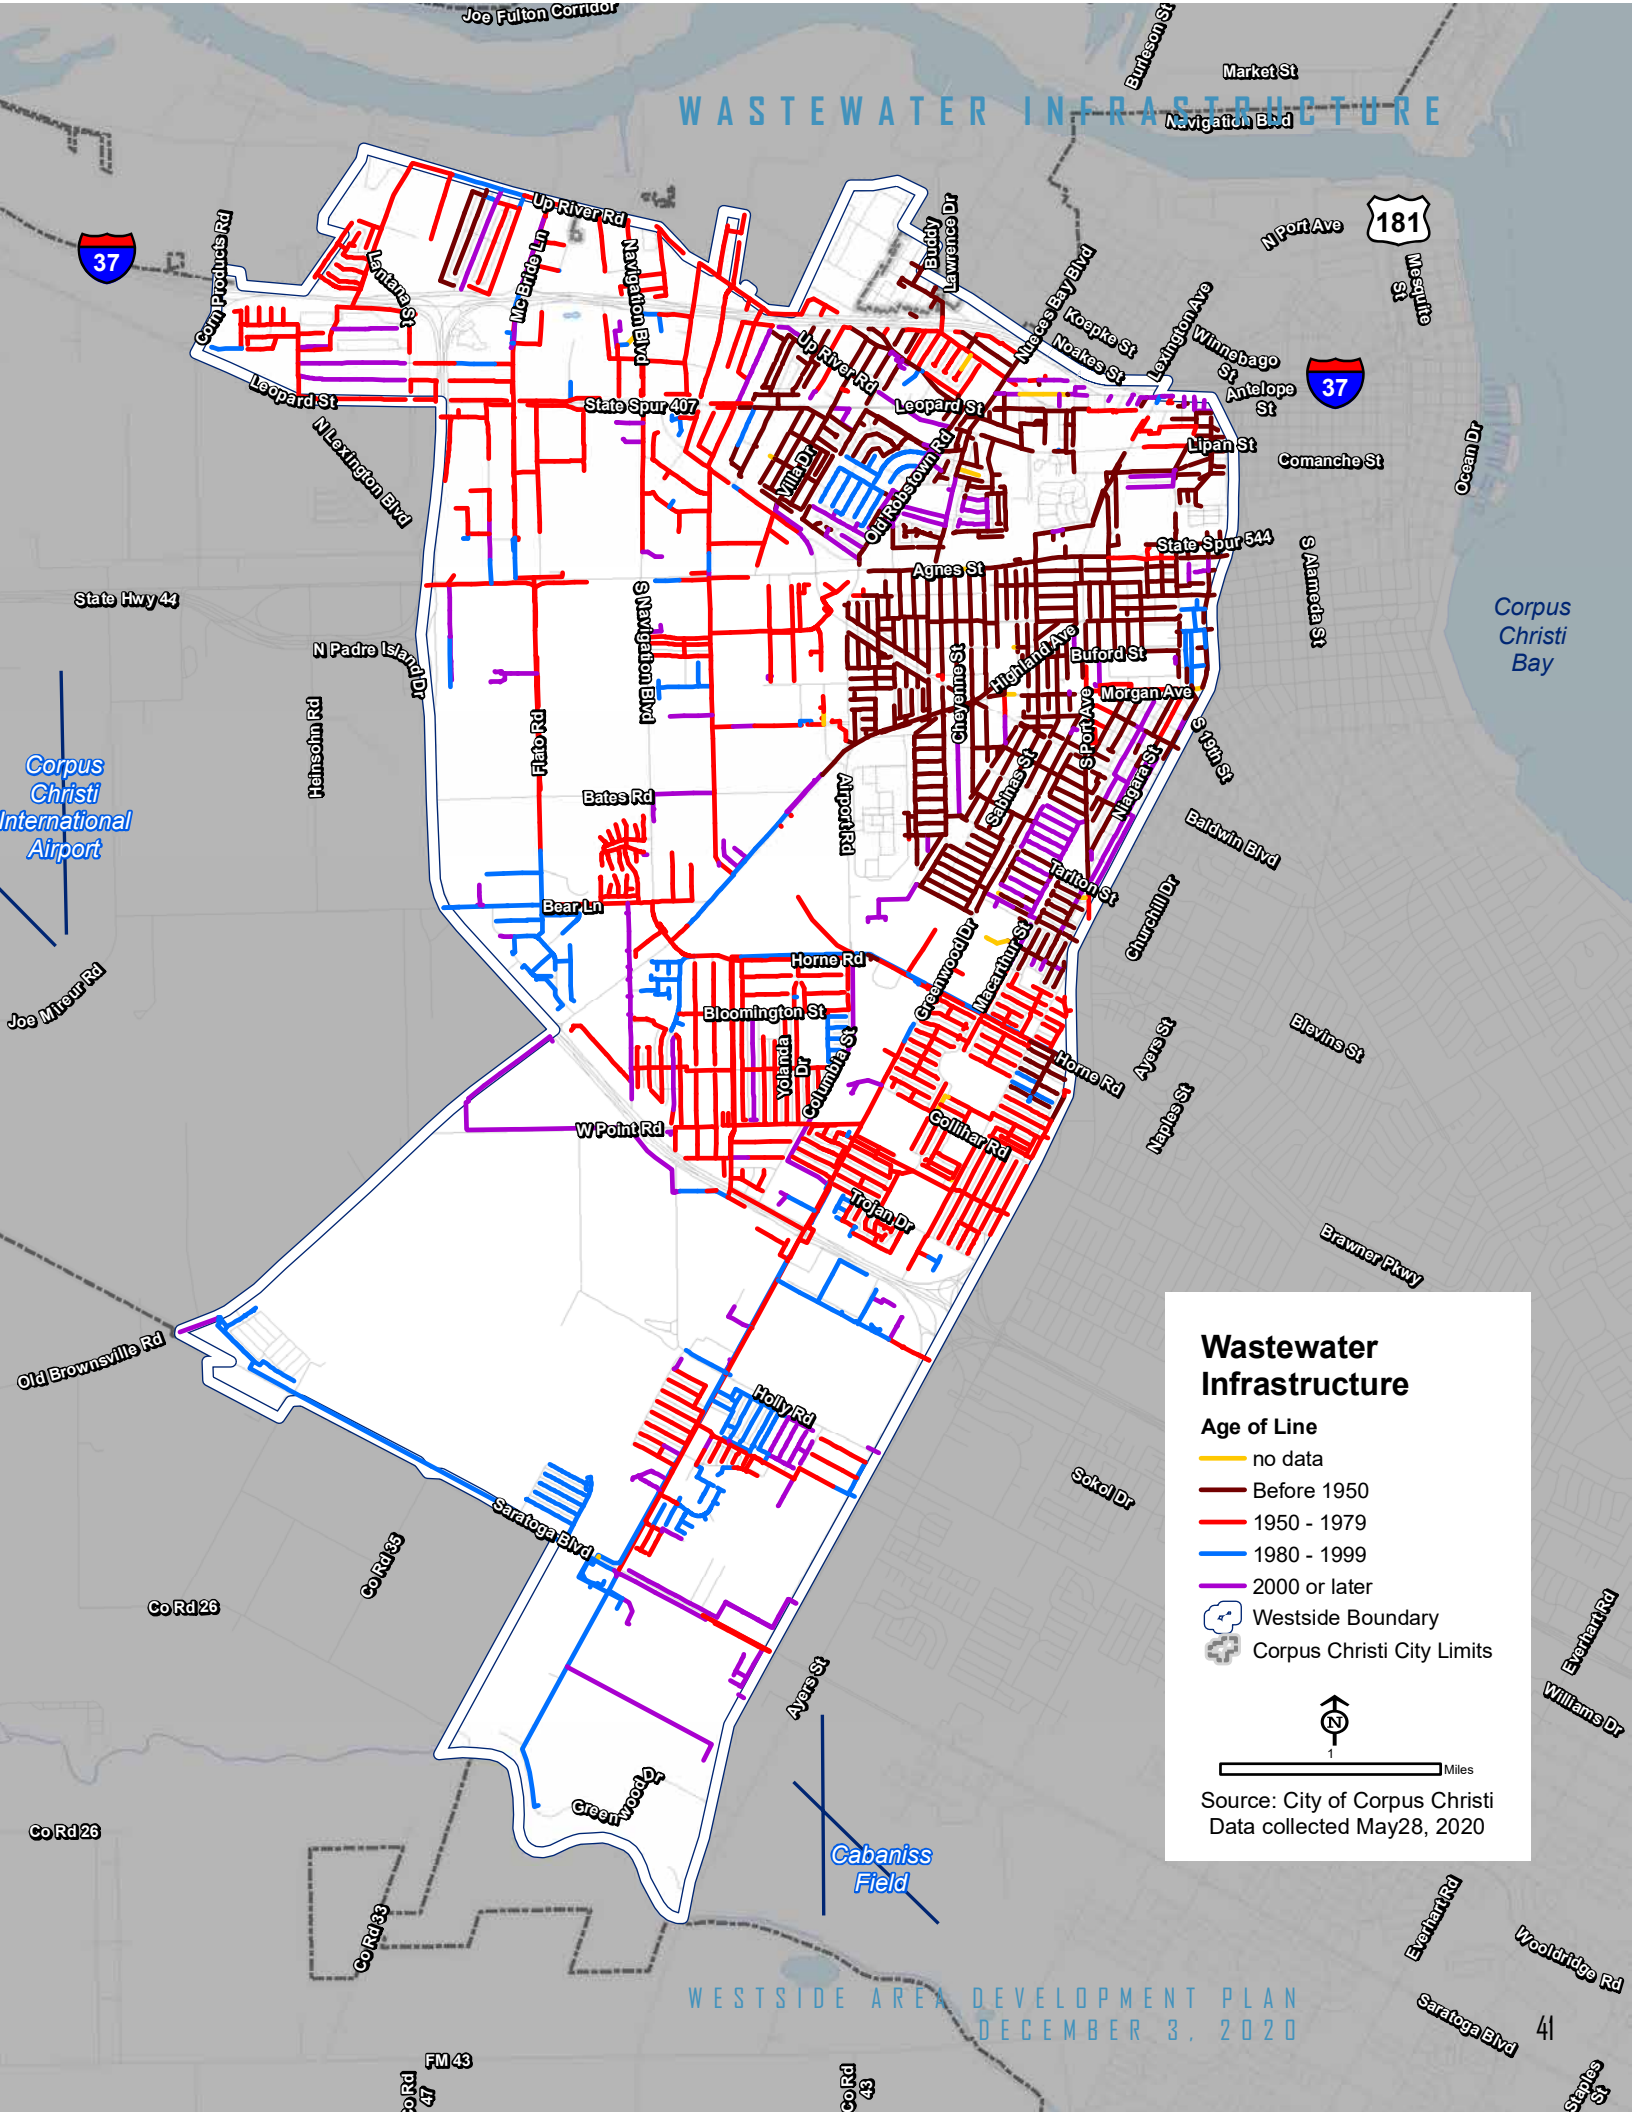 Joe Fulton Corridor
Burleson St
Market St
WASTEWATER INFRASTRUCTURE
Navigation Blvd
Up River Rd
Buddy
Lawrence Dr
N Port Ave
181
37
Corn Products Rd
Lantana St
Mc Bride Ln
Navigation Blvd
Nueces Bay Blvd
Mesquite
St
Koepke St
Noakes St
Lexington Ave
Winnebago
St
Up River Rd
Antelope
St
37
Leopard St
State Spur 407
Leopard St
N Lexington Blvd
Lipan St
Comanche St
Ocean Dr
Villa Dr
Old Robstown Rd
State Spur 544
Agnes St
S Alameda St
State Hwy 44
S Navigation Blvd
Corpus
Christi
Bay
N Padre Island Dr
Cheyenne St
Highland Ave
Buford St
Morgan Ave
Heinsohn Rd
Flato Rd
S Port Ave
S 19th St
Corpus
Christi
International
Airport
Bates Rd
Airport Rd
Sabinas St
Niagara St
Baldwin Blvd
Tarlton St
Bear Ln
Churchill Dr
Greenwood Dr
Macarthur St
Horne Rd
Joe Mireur Rd
Bloomington St
Yolanda
Dr
Columbia St
Horne Rd
Ayers St
Blevins St
Naples St
W Point Rd
Gollihar Rd
Trojan Dr
Brawner Pkwy
Old Brownsville Rd
Holly Rd
Sokol Dr
Saratoga Blvd
Co Rd 35
Co Rd 26
Ayers St
Everhart Rd
Williams Dr
Wastewater
Infrastructure
Age of Line
no data
Before 1950
1950 - 1979
1980 - 1999
2000 or later
Westside Boundary
Corpus Christi City Limits
N
1
Miles
Source: City of Corpus Christi
Data collected May28, 2020
Greenwood Dr
Co Rd 26
Cabaniss
Field
Co Rd 33
Everhart Rd
Wooldridge Rd
Saratoga Blvd
WESTSIDE AREA DEVELOPMENT PLAN
DECEMBER 3, 2020
41
FM 43
Co Rd
47
Co Rd
43
Staples
St